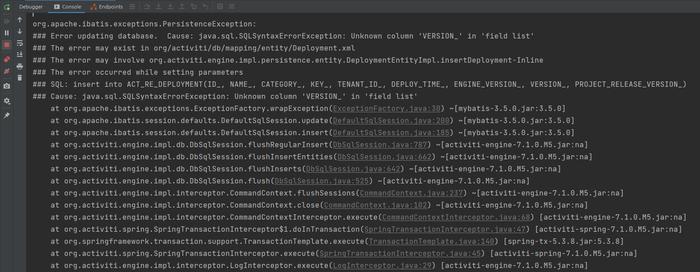 Debugger Console Endpoints
org.apache.ibatis.exceptions.PersistenceException:
### Error updating database.  Cause: java.sql.SQLSyntaxErrorException: Unknown column 'VERSION_' in 'field list'
### The error may exist in org/activiti/db/mapping/entity/Deployment.xml
### The error may involve org.activiti.engine.impl.persistence.entity.DeploymentEntityImpl.insertDeployment-Inline
### The error occurred while setting parameters
### SQL: insert into ACT_RE_DEPLOYMENT(ID_, NAME_, CATEGORY_, KEY_, TENANT_ID_, DEPLOY_TIME_, ENGINE_VERSION_, VERSION_, PROJECT_RELEASE_VERSION_)
### Cause: java.sql.SQLSyntaxErrorException: Unknown column 'VERSION_' in 'field list'
at org.apache.ibatis.exceptions.ExceptionFactory.wrapException(ExceptionFactory.java:30) ~[mybatis-3.5.0.jar:3.5.0]
at org.apache.ibatis.session.defaults.DefaultSqlSession.update(DefaultSqlSession.java:200) ~[mybatis-3.5.0.jar:3.5.0]
at org.apache.ibatis.session.defaults.DefaultSqlSession.insert(DefaultSqlSession.java:185) ~[mybatis-3.5.0.jar:3.5.0]
at org.activiti.engine.impl.db.DbSqlSession.flushRegularInsert(DbSqlSession.java:787) ~[activiti-engine-7.1.0.M5.jar:na]
at org.activiti.engine.impl.db.DbSqlSession.flushInsertEntities(DbSqlSession.java:662) ~[activiti-engine-7.1.0.M5.jar:na]
at org.activiti.engine.impl.db.DbSqlSession.flushInserts(DbSqlSession.java:642) ~[activiti-engine-7.1.0.M5.jar:na]
at org.activiti.engine.impl.db.DbSqlSession.flush(DbSqlSession.java:525) ~[activiti-engine-7.1.0.M5.jar:na]
at org.activiti.engine.impl.interceptor.CommandContext.flushSessions(CommandContext.java:237) ~[activiti-engine-7.1.0.M5.jar:na]
at org.activiti.engine.impl.interceptor.CommandContext.close(CommandContext.java:102) ~[activiti-engine-7.1.0.M5.jar:na]
at org.activiti.engine.impl.interceptor.CommandContextInterceptor.execute(CommandContextInterceptor.java:68) [activiti-engine-7.1.0.M5.jar:na]
at org.activiti.spring.SpringTransactionInterceptor$1.doInTransaction(SpringTransactionInterceptor.java:47) [activiti-spring-7.1.0.M5.jar:na]
at org.springframework.transaction.support.TransactionTemplate.execute(TransactionTemplate.java:140) [spring-tx-5.3.8.jar:5.3.8]
at org.activiti.spring.SpringTransactionInterceptor.execute(SpringTransactionInterceptor.java:45) [activiti-spring-7.1.0.M5.jar:na]
at org.activiti.engine.impl.interceptor.LogInterceptor.execute(LogInterceptor.java:29) [activiti-engine-7.1.0.M5.jar:na]